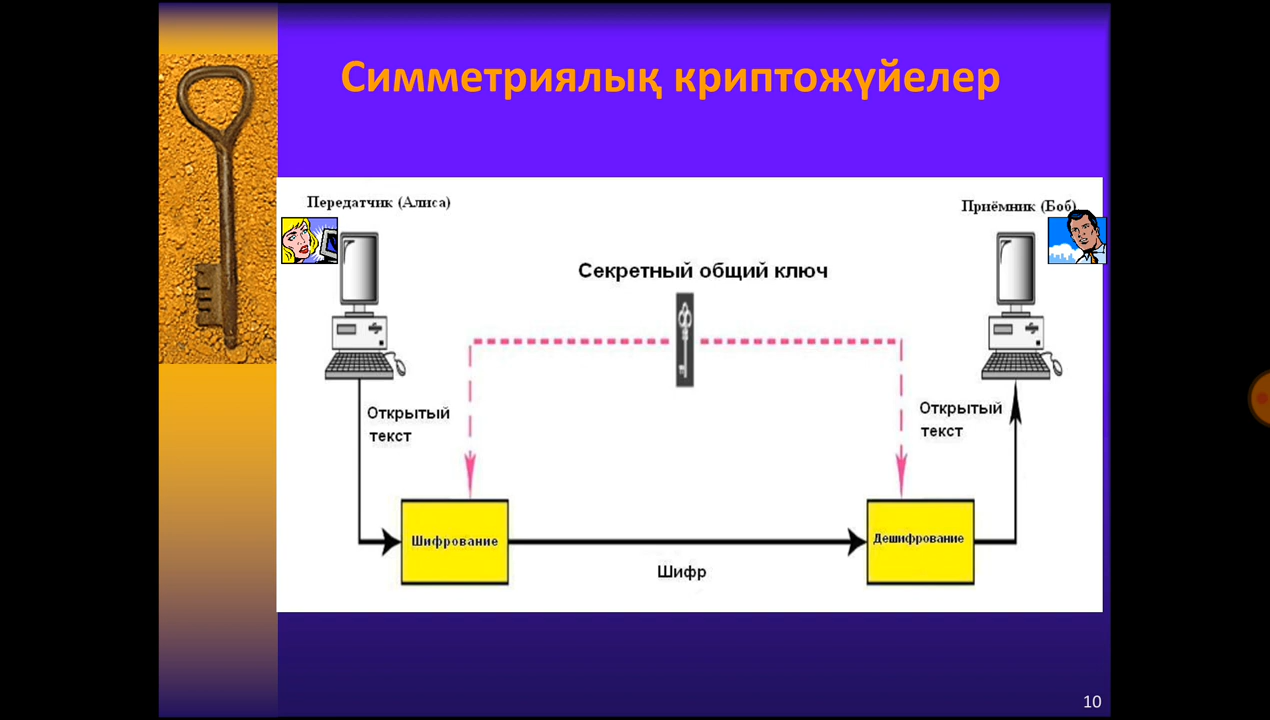 Симметриялық криптожүйелер
Передатчик (Алиса)
Приёмник (Боб)
Секретный общий ключ
Открытый
текст
Открытый
текст
Шифрование
Дешифрование
Шифр
10